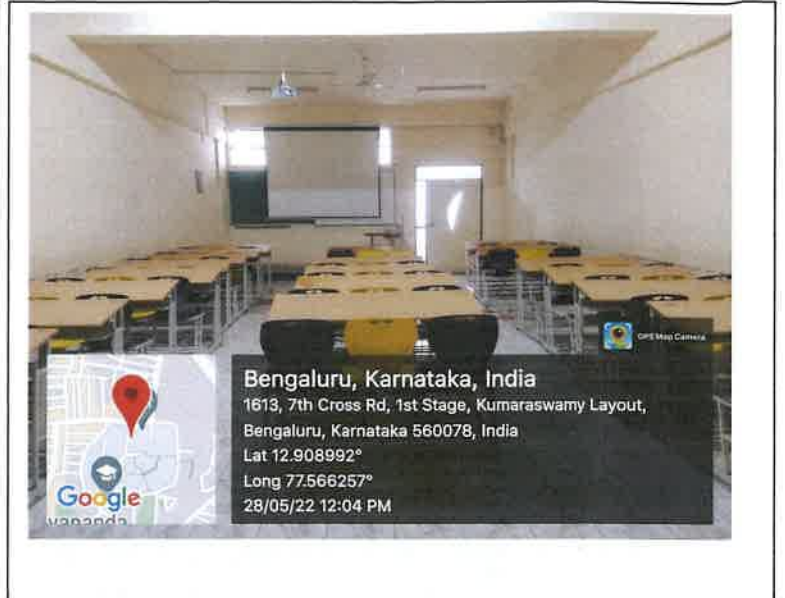 GPS Map Camera
Bengaluru, Karnataka, India
1613, 7th Cross Rd, 1st Stage, Kumaraswamy Layout,
Bengaluru, Karnataka 560078, India
Lat 12.908992°
Long 77.566257°
28/05/22 12:04 PM
Google
vananda